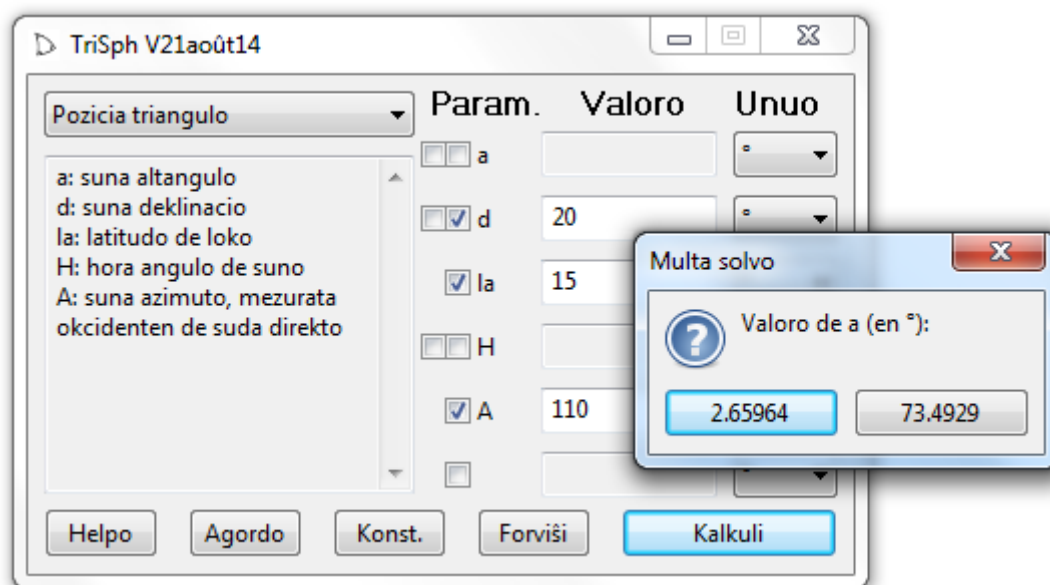 TriSph V21août14
Pozicia triangulo
Param. Valoro Unuo
a: suna altangulo
d: suna deklinacio
la: latitudo de loko
H: hora angulo de suno
A: suna azimuto, mezurata
okcidenten de suda direkto
a °
d 20 °
la 15
H
A 110
°
Multa solvo
? Valoro de a (en °):
2.65964 73.4929
Helpo Agordo Konst. Forviŝi Kalkuli